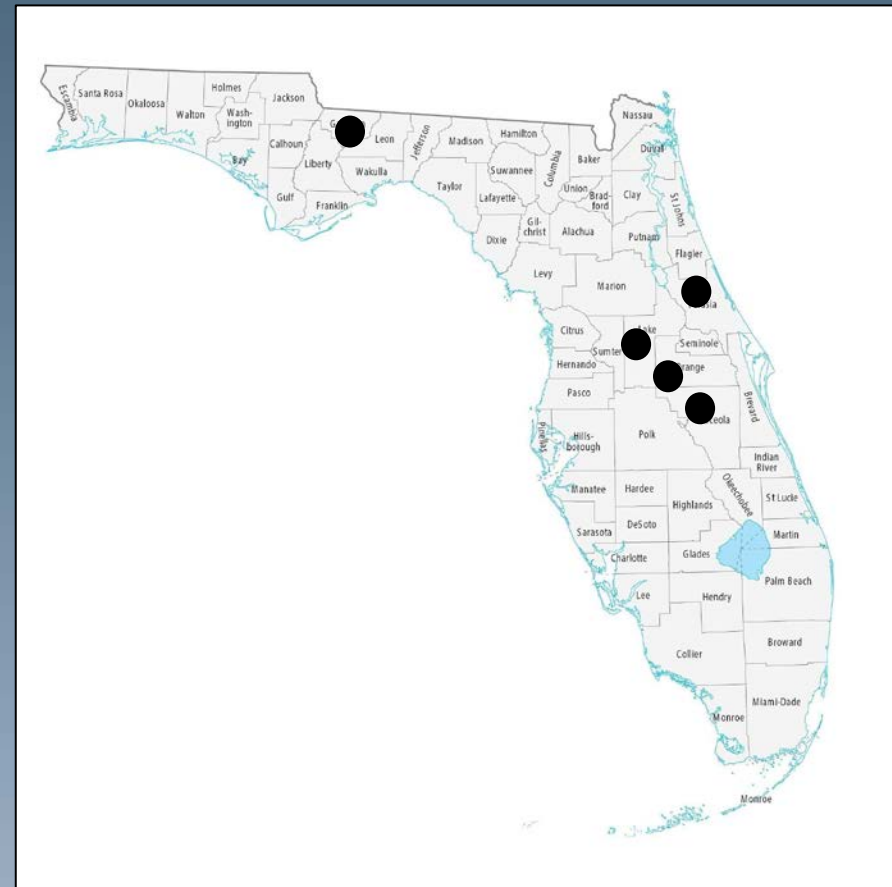 Escambia
Santa Rosa
Okaloosa
Walton
Holmes
Wash-
ington
Jackson
Bay
Calhoun
Gulf
Liberty
Franklin
Leon
Wakulla
Jefferson
Madison
Taylor
Hamilton
Suwannee
Lafayette
Dixie
Columbia
Gil-
christ
Baker
Union
Brad-
ford
Alachua
Levy
Nassau
Duval
Clay
St Johns
Putnam
Flagler
Marion
Citrus
Sumter
Lake
Hernando
Pasco
Seminole
Brevard
Pinellas
Hills-
borough
Polk
Indian
River
Manatee
Hardee
Highlands
Okeechobee
St Lucie
Sarasota
DeSoto
Martin
Charlotte
Glades
Palm Beach
Lee
Hendry
Broward
Collier
Miami-Dade
Monroe
Monroe